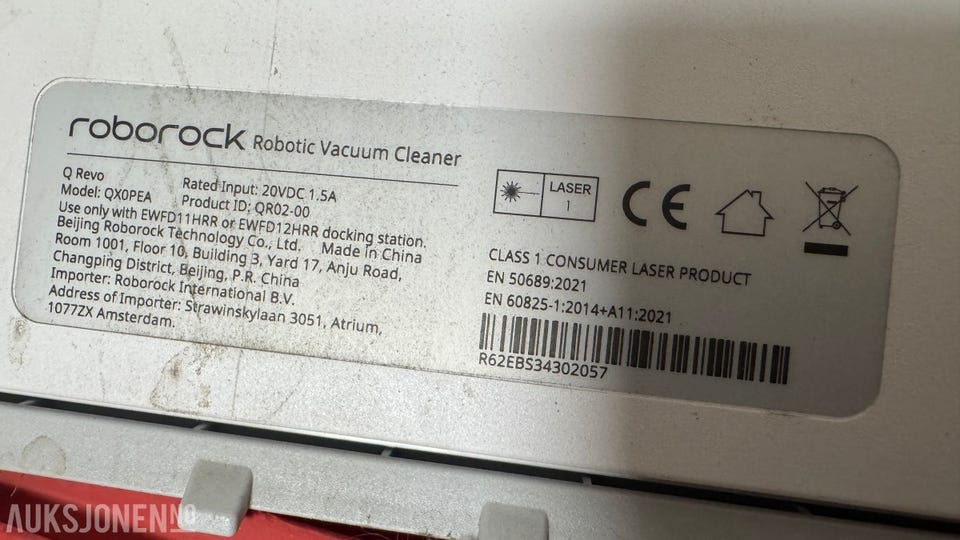 roborock Robotic Vacuum Cleaner
Q Revo
Model: QX0PEA Rated Input: 20VDC 1.5A
Product ID: QR02-00
Use only with EWFD11HRR or EWFD12HRR docking station.
Beijing Roborock Technology Co., Ltd. Made in China
Room 1001, Floor 10, Building 3, Yard 17, Anju Road,
Changping District, Beijing, P.R. China
Importer: Roborock International B.V.
Address of Importer: Strawinskylaan 3051, Atrium,
1077ZX Amsterdam.
LASER
1
CE
CLASS 1 CONSUMER LASER PRODUCT
EN 50689:2021
EN 60825-1:2014+A11:2021
R62EBS34302057
AUKSJONEN.NO